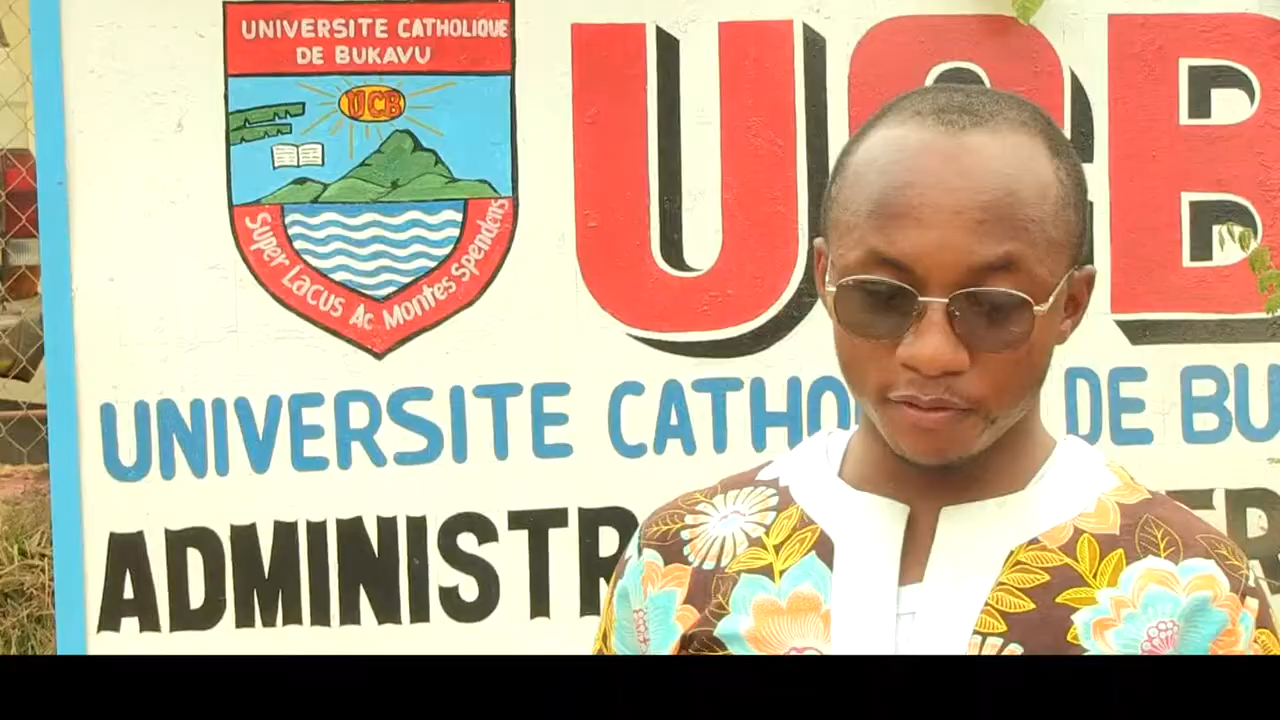 UNIVERSITE CATHOLIQUE
DE BUKAVU
UCB
Super Lacus Ac Montes Spendens
UCB
UNIVERSITE CATHO DE BU
ADMINISTR